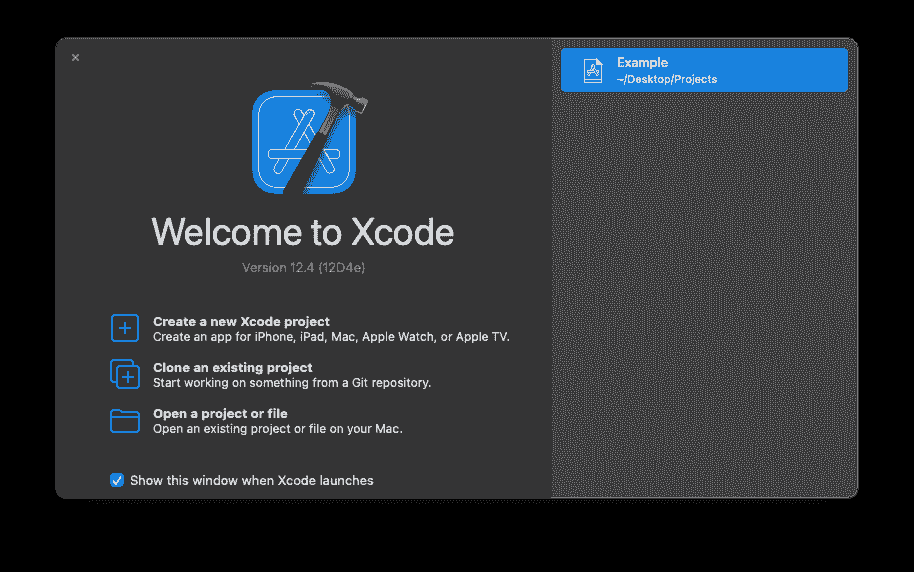 Welcome to Xcode
Version 12.4 (12D4e)
Create a new Xcode project
Create an app for iPhone, iPad, Mac, Apple Watch, or Apple TV.
Clone an existing project
Start working on something from a Git repository.
Open a project or file
Open an existing project or file on your Mac.
Show this window when Xcode launches
Example
~/Desktop/Projects